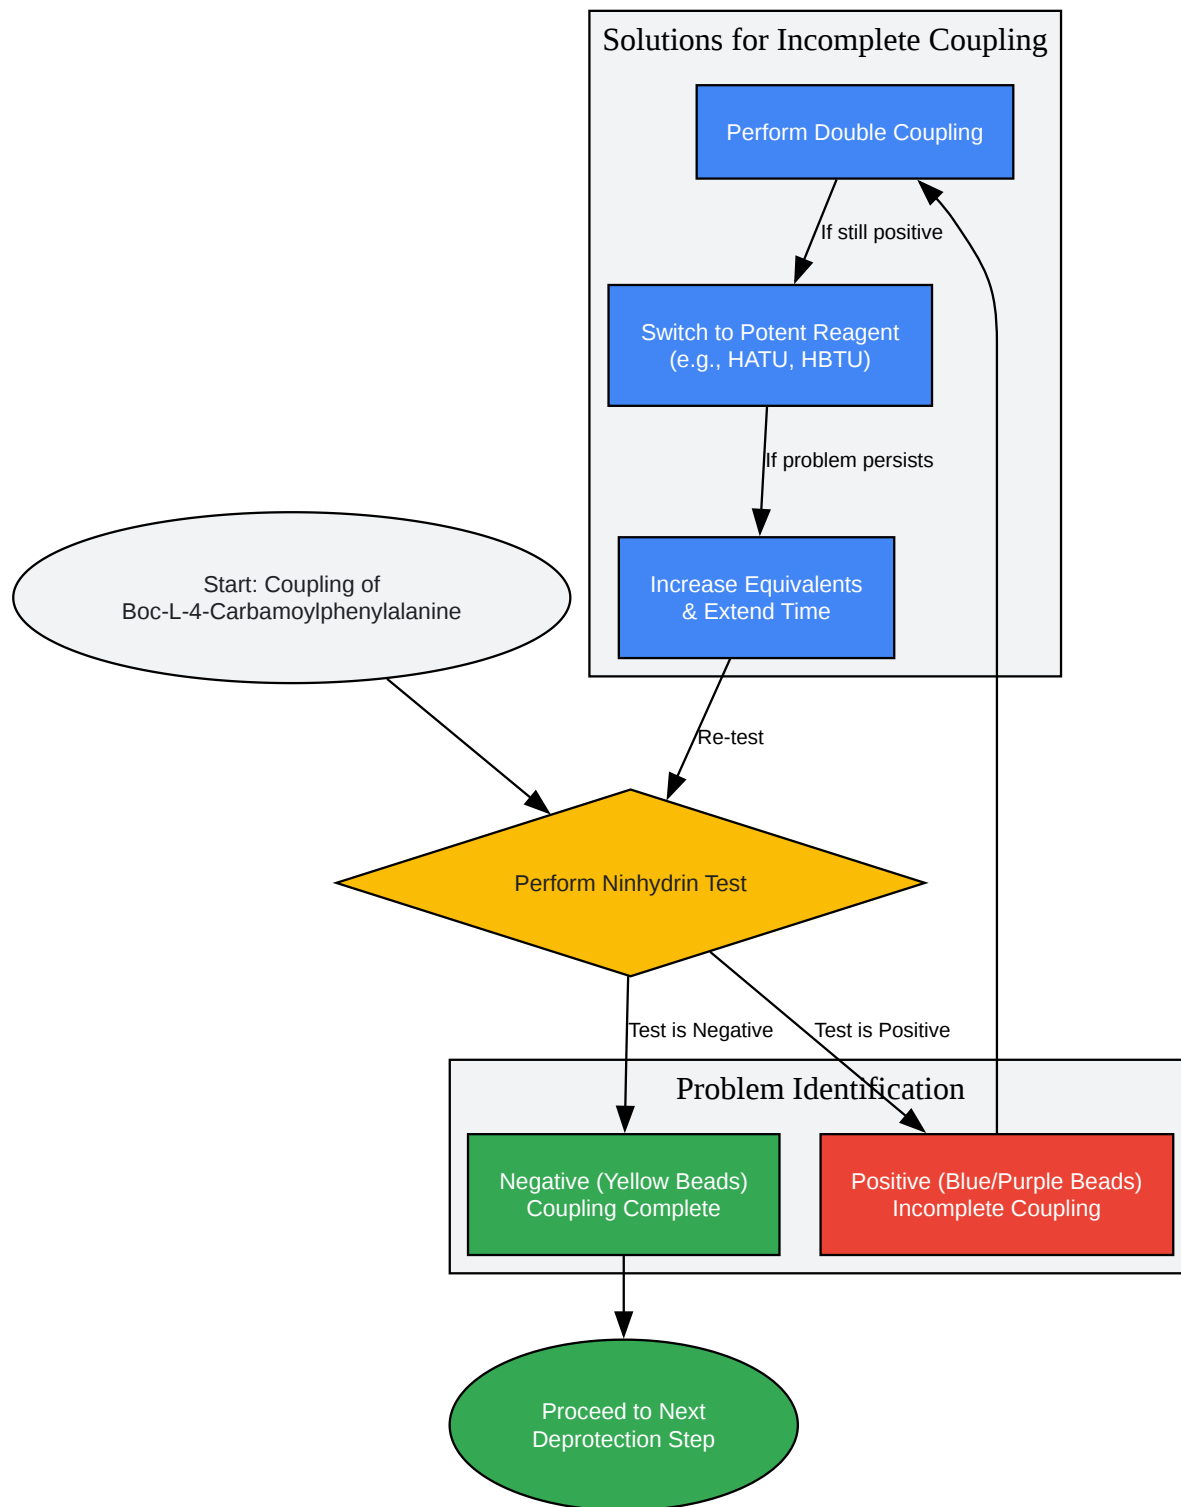 Solutions for Incomplete Coupling
Perform Double Coupling
If still positive
Switch to Potent Reagent
(e.g., HATU, HBTU)
If problem persists
Increase Equivalents
& Extend Time
Start: Coupling of
Boc-L-4-Carbamoylphenylalanine
Re-test
Perform Ninhydrin Test
Test is Negative
Test is Positive
Problem Identification
Negative (Yellow Beads)
Coupling Complete
Positive (Blue/Purple Beads)
Incomplete Coupling
Proceed to Next
Deprotection Step